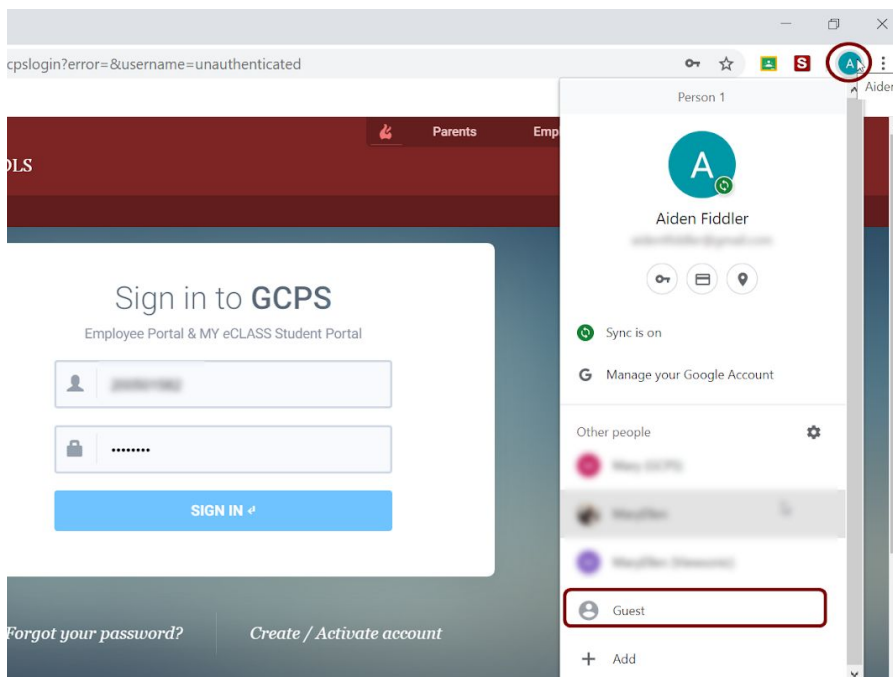 cpslogin?error=&username=unauthenticated
S
A
Aiden
Person 1
Parents
Emp
OLS
A
Aiden Fiddler
Sign in to GCPS
Employee Portal & MY eCLASS Student Portal
Sync is on
G Manage your Google Account
Other people
SIGN IN
Guest
Forgot your password?
Create / Activate account
+ Add